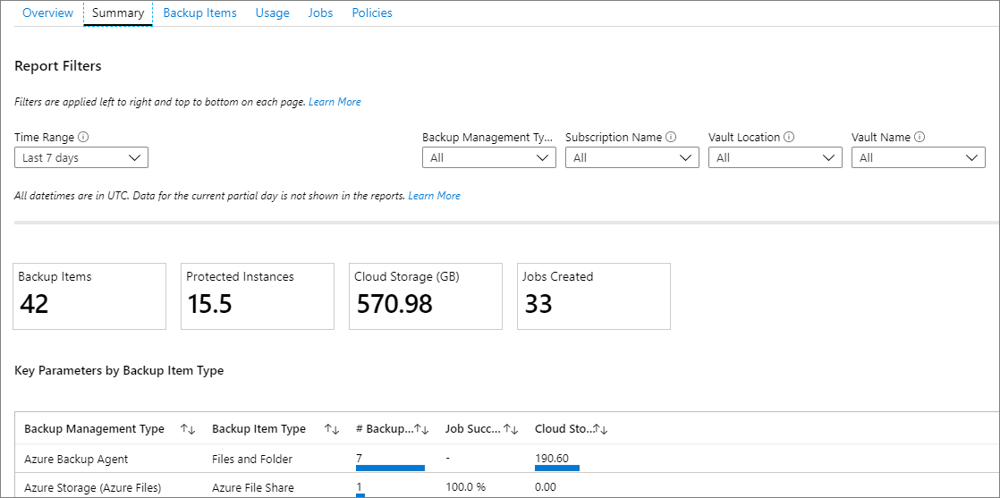 Overview Summary Backup Items Usage Jobs Policies
Report Filters
Filters are applied left to right and top to bottom on each page. Learn More
Time Range Backup Management Ty... Subscription Name Vault Location Vault Name
Last 7 days All All All All
All datetimes are in UTC. Data for the current partial day is not shown in the reports. Learn More
Backup Items Protected Instances Cloud Storage (GB) Jobs Created
42 15.5 570.98 33
Key Parameters by Backup Item Type
Backup Management Type Backup Item Type # Backup... Job Succ... Cloud Sto...
Azure Backup Agent Files and Folder 7 - 190.60
Azure Storage (Azure Files) Azure File Share 1 100.0 % 0.00